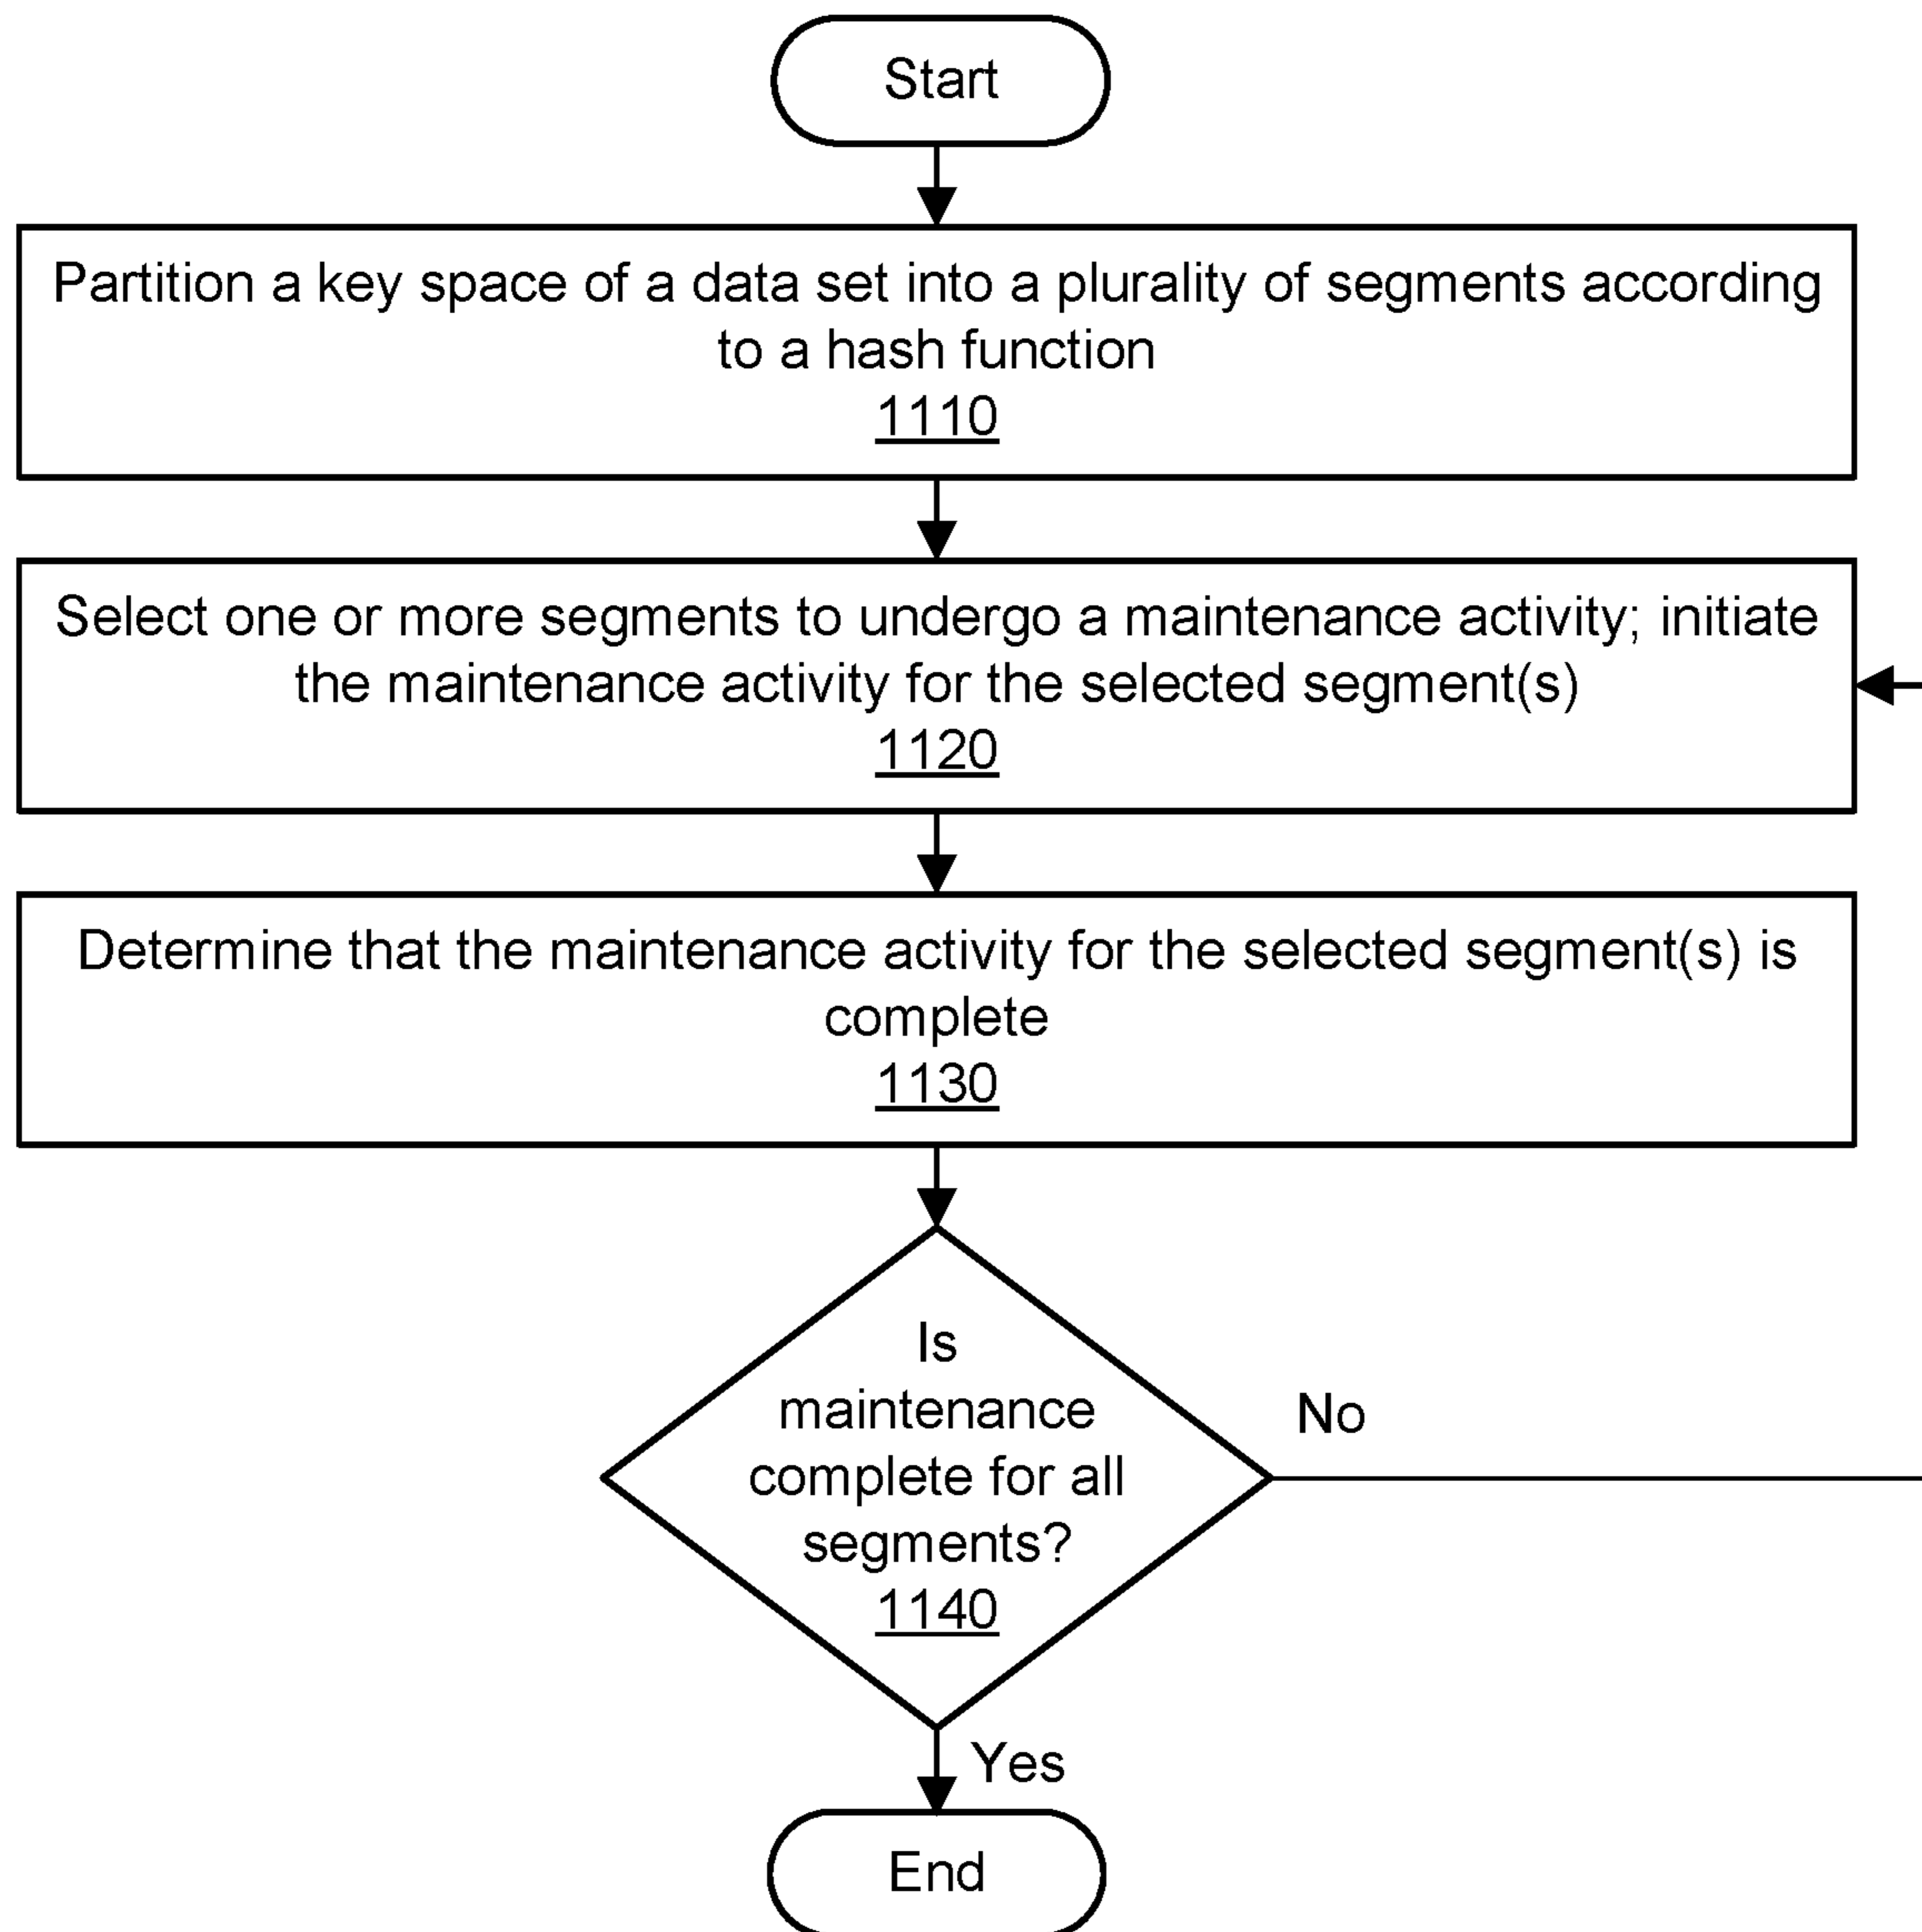 Start
Partition a key space of a data set into a plurality of segments according
to a hash function
1110
Select one or more segments to undergo a maintenance activity; initiate
the maintenance activity for the selected segment(s)
1120
Determine that the maintenance activity for the selected segment(s) is
complete
1130
Is
maintenance
complete for all
segments?
1140
No
Yes
End